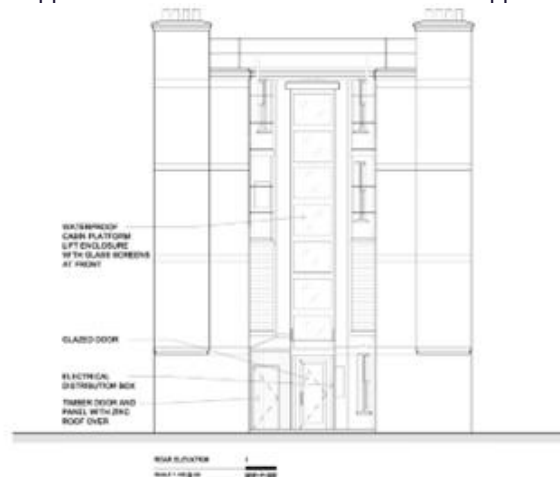 WATERPROOF
CABIN PLATFORM
LIFT ENCLOSURE
WITH GLASS SCREENS
AT FRONT
GLAZED DOOR
ELECTRICAL
DISTRIBUTION BOX
TIMBER DOOR AND
PANEL WITH ZINC
ROOF OVER
REAR ELEVATION